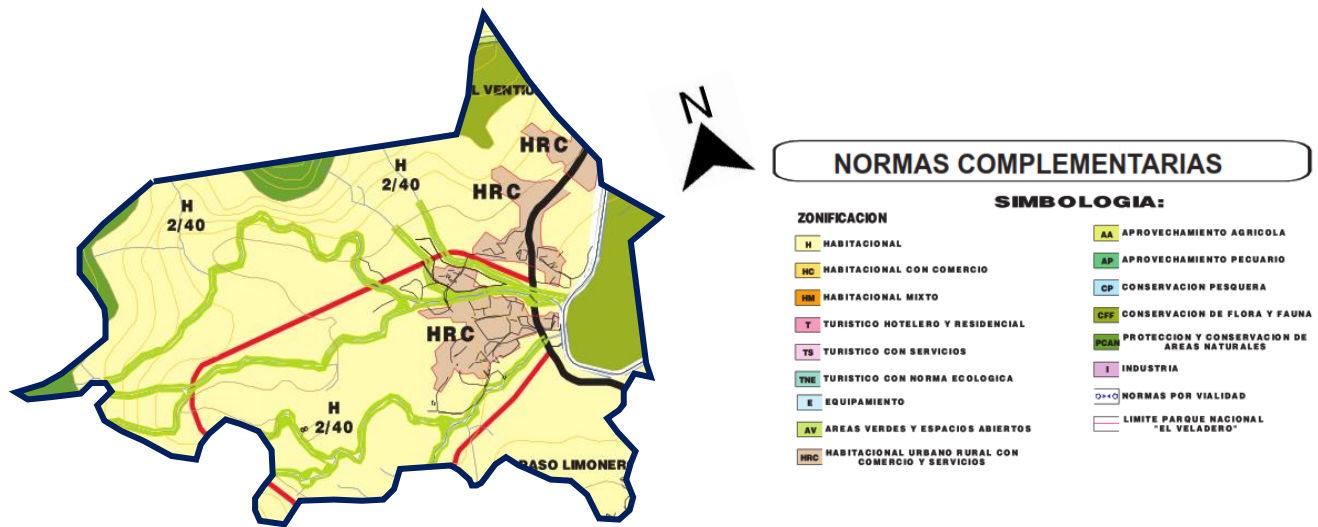 L VENTIU
HRC
H
2/40
HRC
H
2/40
HRC
H
2/40
8
PASO LIMONER
N
NORMAS COMPLEMENTARIAS
SIMBOLOGIA:
ZONIFICACION
H HABITACIONAL
HC HABITACIONAL CON COMERCIO
HM HABITACIONAL MIXTO
T TURISTICO HOTELERO Y RESIDENCIAL
TS TURISTICO CON SERVICIOS
TNE TURISTICO CON NORMA ECOLOGICA
E EQUIPAMIENTO
AV AREAS VERDES Y ESPACIOS ABIERTOS
HRC HABITACIONAL URBANO RURAL CON
COMERCIO Y SERVICIOS
AA APROVECHAMIENTO AGRICOLA
AP APROVECHAMIENTO PECUARIO
CP CONSERVACION PESQUERA
CFF CONSERVACION DE FLORA Y FAUNA
PCAN PROTECCION Y CONSERVACION DE
AREAS NATURALES
I INDUSTRIA
NORMAS POR VIALIDAD
LIMITE PARQUE NACIONAL
"EL VELADERO"